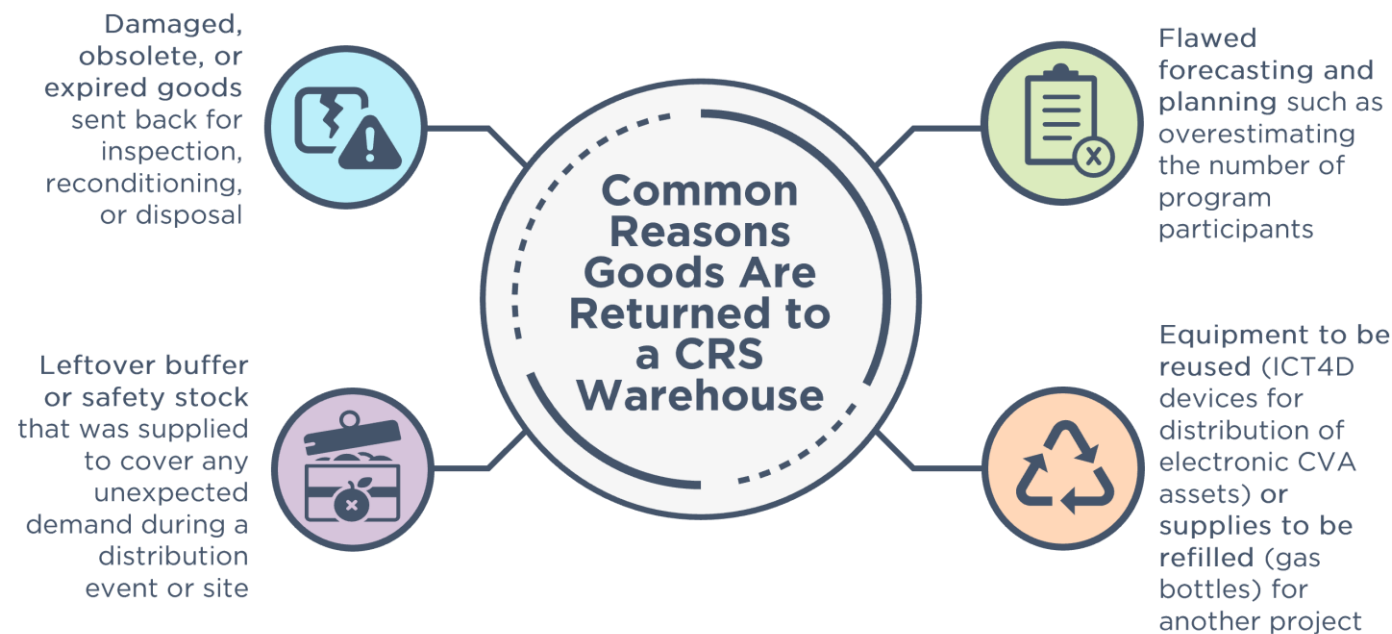 Damaged,
obsolete, or
expired goods
sent back for
inspection,
reconditioning,
or disposal
Flawed
forecasting and
planning such as
overestimating
the number of
program
participants
Common
Reasons
Goods Are
Returned to
a CRS
Warehouse
Leftover buffer
or safety stock
that was supplied
to cover any
unexpected
demand during a
distribution
event or site
Equipment to be
reused (ICT4D
devices for
distribution of
electronic CVA
assets) or
supplies to be
refilled (gas
bottles) for
another project